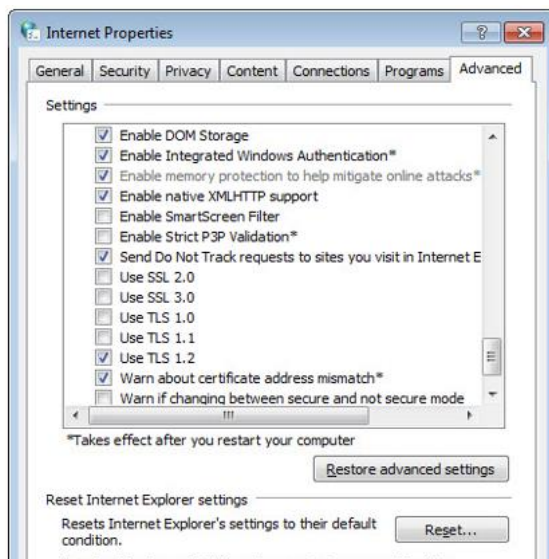 Internet Properties
General Security Privacy Content Connections Programs Advanced
Settings
Enable DOM Storage
Enable Integrated Windows Authentication*
Enable memory protection to help mitigate online attacks*
Enable native XMLHTTP support
Enable SmartScreen Filter
Enable Strict P3P Validation*
Send Do Not Track requests to sites you visit in Internet E
Use SSL 2.0
Use SSL 3.0
Use TLS 1.0
Use TLS 1.1
Use TLS 1.2
Warn about certificate address mismatch*
Warn if changing between secure and not secure mode
*Takes effect after you restart your computer
Restore advanced settings
Reset Internet Explorer settings
Resets Internet Explorer's settings to their default
condition.
Reset...